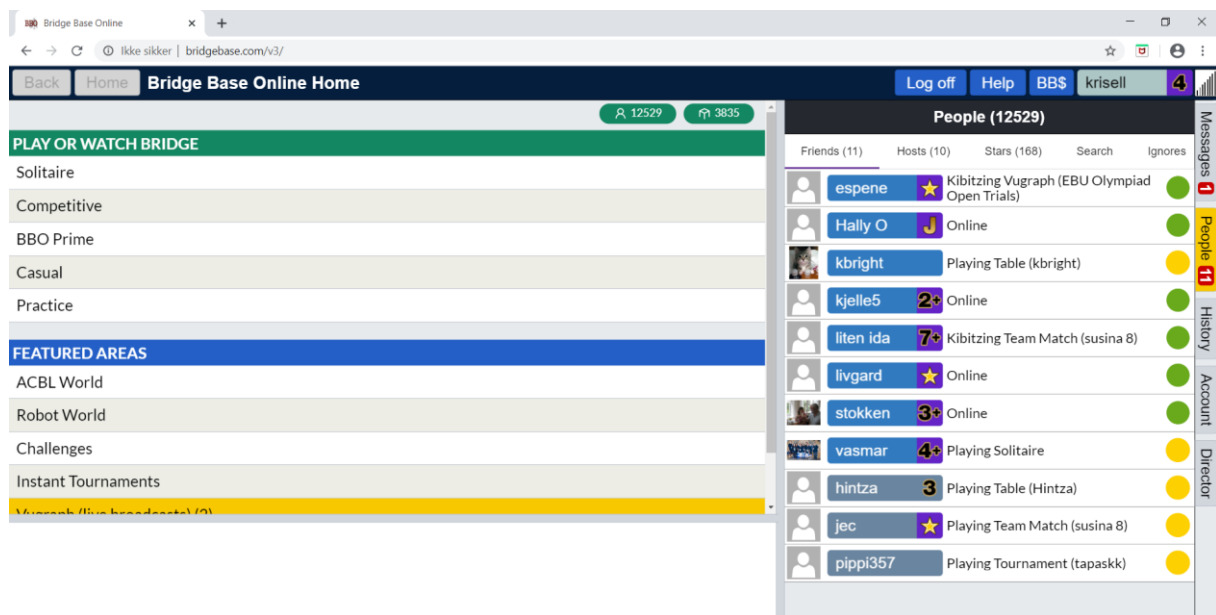 BBO Bridge Base Online
Ikke sikker | bridgebase.com/v3/
Back Home Bridge Base Online Home Log off Help BB$ krisell 4
12529 3835
PLAY OR WATCH BRIDGE
Solitaire
Competitive
BBO Prime
Casual
Practice
FEATURED AREAS
ACBL World
Robot World
Challenges
Instant Tournaments
Vugraph (live broadcasts) (2)
People (12529)
Friends (11) Hosts (10) Stars (168) Search Ignores
espene Kibitzing Vugraph (EBU Olympiad
Open Trials)
Hally O J Online
kbright Playing Table (kbright)
kjelle5 2+ Online
liten ida 7+ Kibitzing Team Match (susina 8)
livgard Online
stokken 3+ Online
vasmar 4+ Playing Solitaire
hintza 3 Playing Table (Hintza)
jec Playing Team Match (susina 8)
pippi357 Playing Tournament (tapaskk)
Messages 1
People 11
History
Account
Director